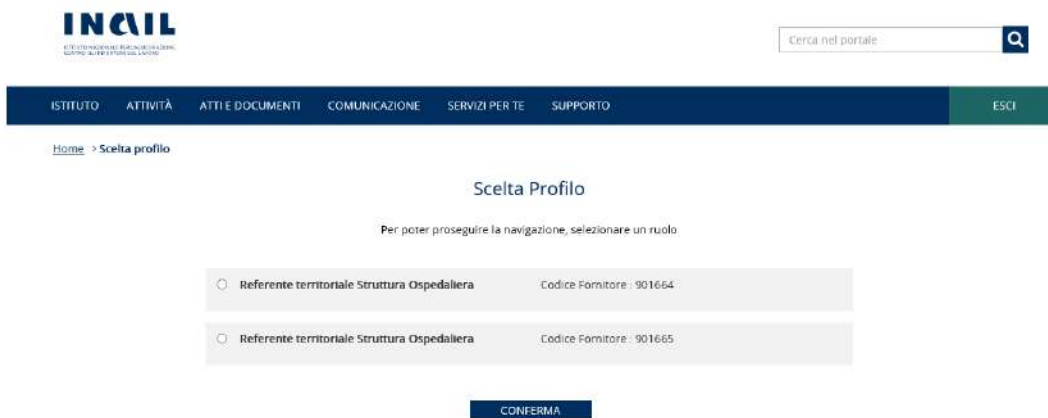 INAIL
Cerca nel portale
ISTITUTO ATTIVITÀ ATTI E DOCUMENTI COMUNICAZIONE SERVIZI PER TE SUPPORTO ESCI
Home > Scelta profilo
Scelta Profilo
Per poter proseguire la navigazione, selezionare un ruolo
Referente territoriale Struttura Ospedaliera Codice Fornitore : 901664
Referente territoriale Struttura Ospedaliera Codice Fornitore : 901665
CONFERMA